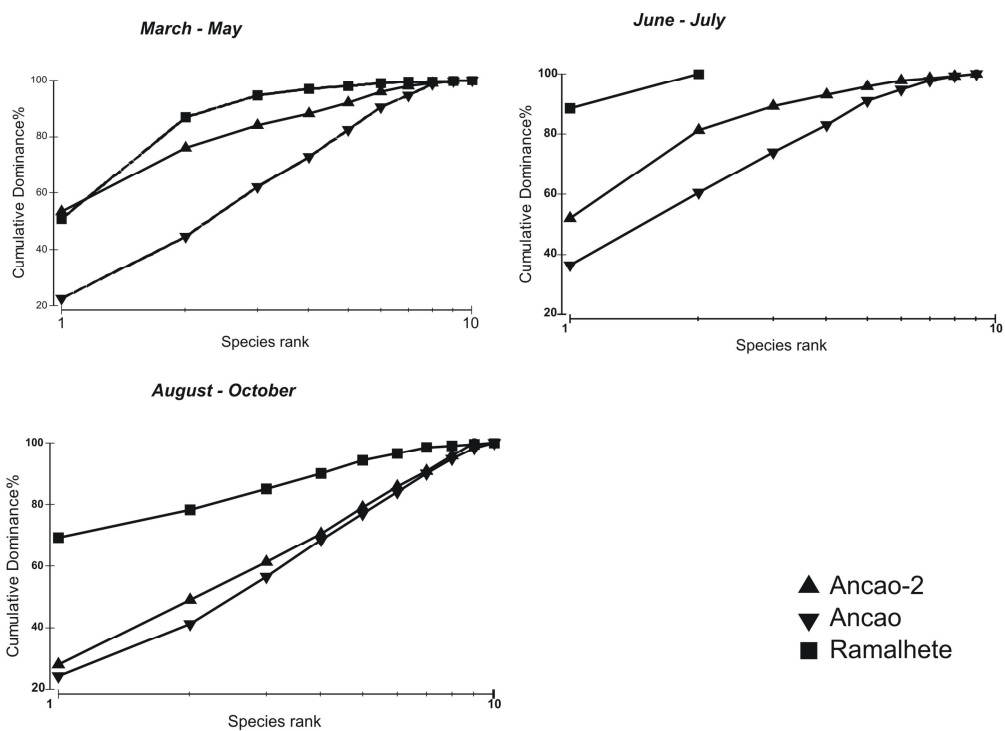 March - May
Cumulative Dominance%
100
80
60
40
20
1
10
Species rank
June - July
Cumulative Dominance%
100
80
60
40
20
1
10
Species rank
August - October
Cumulative Dominance%
100
80
60
40
20
1
10
Species rank
Ancao-2
Ancao
Ramalhete